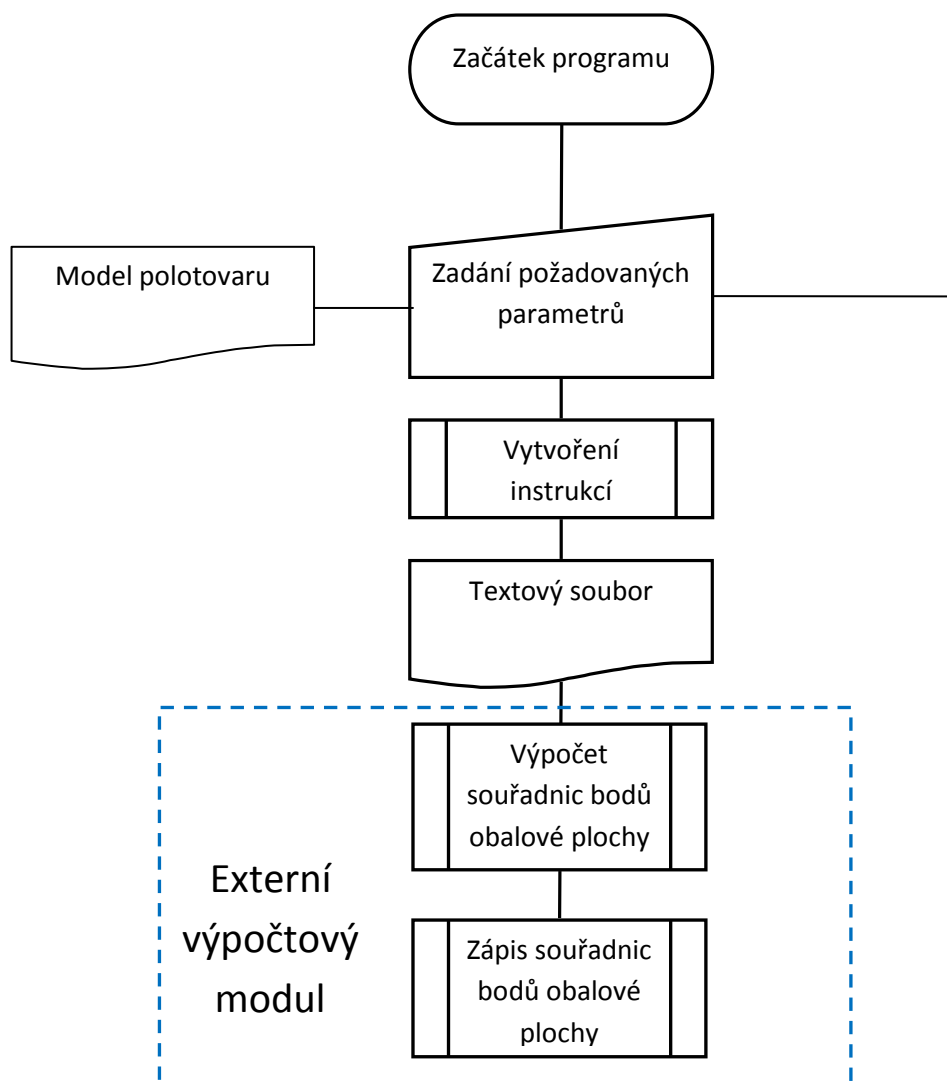 Začátek programu
Model polotovaru
Zadání požadovaných
parametrů
Vytvoření
instrukcí
Textový soubor
Výpočet
souřadnic bodů
obalové plochy
Externí
výpočtový
modul
Zápis souřadnic
bodů obalové
plochy